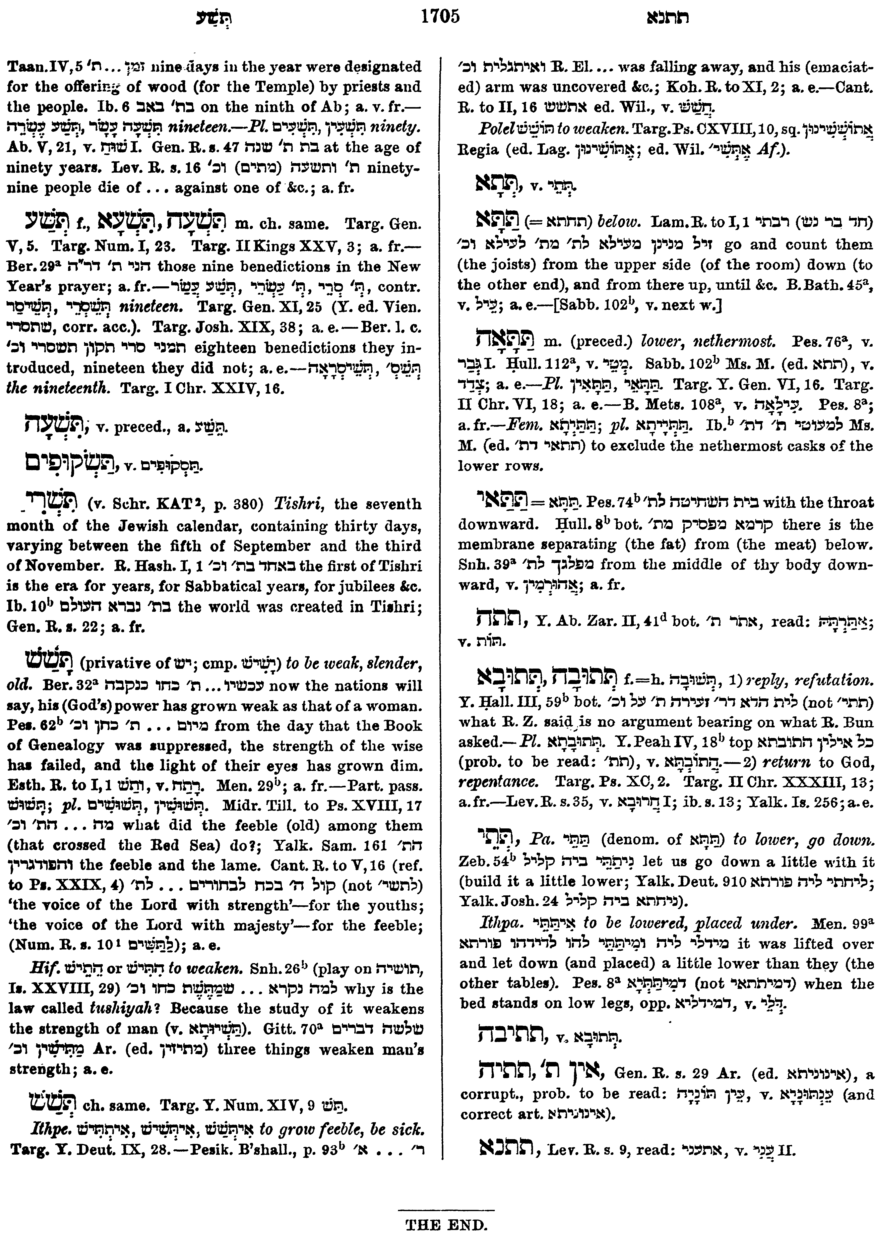 תְּשַׁע 1705 תתנא
Taan. IV, 5 זמן ... ת׳ nine days in the year were designated
for the offering of wood (for the Temple) by priests and
the people. Ib. 6 בת׳ באב on the ninth of Ab; a. v. fr.—
תִּשְׁעָה עָשָׂר, תְּשַׁע עֶשְׂרֵה nineteen.—Pl. תִּשְׁעִים, תִּשְׁעִין ninety.
Ab. V, 21, v. שׁוּחַ I. Gen. R. s. 47 בת ת׳ שנה at the age of
ninety years. Lev. R. s. 16 ת׳ ותשעה (מתים) וכ׳ ninety-
nine people die of ... against one of &c.; a. fr.
תְּשַׁע f., תִּשְׁעָה, תִּשְׁעָא m. ch. same. Targ. Gen.
V, 5. Targ. Num. I, 23. Targ. II Kings XXV, 3; a. fr.—
Ber. 29ᵃ הני ת׳ דר״ה those nine benedictions in the New
Year's prayer; a. fr.—תְּשַׁע עֲשַׂר, תְּ׳ עֶשְׂרֵי, תְּ׳ סְרֵי, contr.
תְּשַׁסְרֵי, תְּשֵׁיסַר nineteen. Targ. Gen. XI, 25 (Y. ed. Vien.
שתסרי, corr. acc.). Targ. Josh. XIX, 38; a. e.—Ber. l. c.
תמני סרי תקון תשסרי וכ׳ eighteen benedictions they in-
troduced, nineteen they did not; a. e.—תְּשֵׁיסְרָאָה, תְּשַׁס׳
the nineteenth. Targ. I Chr. XXIV, 16.
תִּשְׁעָה, v. preced., a. תֵּשַׁע.
תַּשְׁקוּפִים, v. תַּסְקוּפִים.
תִּשְׁרֵי (v. Schr. KAT², p. 380) Tishri, the seventh
month of the Jewish calendar, containing thirty days,
varying between the fifth of September and the third
of November. R. Hash. I, 1 באחד בת׳ וכ׳ the first of Tishri
is the era for years, for Sabbatical years, for jubilees &c.
Ib. 10ᵇ בת׳ נברא העולם the world was created in Tishri;
Gen. R. s. 22; a. fr.
תָּשַׁשׁ (privative of יש; cmp. יָשִׁישׁ) to be weak, slender,
old. Ber. 32ᵃ עכשיו ... ת׳ כחו כנקבה now the nations will
say, his (God's) power has grown weak as that of a woman.
Pes. 62ᵇ מיום ... ת׳ כחן וכ׳ from the day that the Book
of Genealogy was suppressed, the strength of the wise
has failed, and the light of their eyes has grown dim.
Esth. R. to I, 1 וְתַשׁ, v. רָתַח. Men. 29ᵇ; a. fr.—Part. pass.
תָּשׁוּשׁ; pl. תְּשׁוּשִׁים, תְּשׁוּשִׁין. Midr. Till. to Ps. XVIII, 17
מה ... הת׳ וכ׳ what did the feeble (old) among them
(that crossed the Red Sea) do?; Yalk. Sam. 161 הת׳
והפודגרין the feeble and the lame. Cant. R. to V, 16 (ref.
to Ps. XXIX, 4) קול ה׳ בכח לבחורים ... לת׳ (not לתשי״)
'the voice of the Lord with strength'—for the youths;
'the voice of the Lord with majesty'—for the feeble;
(Num. R. s. 10¹ לַתַּשִּׁים); a. e.
Hif. הִתִּישׁ or הִתִּישׁ to weaken. Snh. 26ᵇ (play on תושיה,
Is. XXVIII, 29) למה נקרא ... שמַתֶּשֶׁת כחו וכ׳ why is the
law called tushiyah? Because the study of it weakens
the strength of man (v. תְּשִׁיּוּתָא). Gitt. 70ᵃ שלשה דברים
מַתִּישִׁין וכ׳ Ar. (ed. מתיזין) three things weaken man's
strength; a. e.
תְּשַׁשׁ ch. same. Targ. Y. Num. XIV, 9 תַּשׁ.
Ithpe. אִיתְּשֵׁשׁ, אִיתְּשִׁישׁ, אִיתְּתִישׁ to grow feeble, be sick.
Targ. Y. Deut. IX, 28.—Pesik. B'shall., p. 93ᵇ ר״ ... א׳
ואיתגלית וכ׳ R. El. ... was falling away, and his (emaciat-
ed) arm was uncovered &c.; Koh. R. to XI, 2; a. e.—Cant.
R. to II, 16 אתשש ed. Wil., v. חֲשַׁשׁ.
Polel תּוֹשֵׁשׁ to weaken. Targ. Ps. CXVIII, 10, sq. אֲתוֹשְׁשִׁינוּן
Regia (ed. Lag. אֲתוֹשִׁינוּן; ed. Wil. אַתְּשֵׁי״ Af.).
תְּתָא, v. תְּתֵי.
תַּתָּא (= תחתא) below. Lam. R. to I, 1 רבתי (חד בר נש)
זיל מנינן מעילא לת׳ מת׳ לעילא וכ׳ go and count them
(the joists) from the upper side (of the room) down (to
the other end), and from there up, until &c. B. Bath. 45ᵃ,
v. עֵיל; a. e.—[Sabb. 102ᵇ, v. next w.]
תַּתָּאָה m. (preced.) lower, nethermost. Pes. 76ᵃ, v.
גְּבַר I. Ḥull. 112ᵃ, v. מְטֵי. Sabb. 102ᵇ Ms. M. (ed. תתא), v.
צְדַד; a. e.—Pl. תַּתָּאִין, תַּתָּאֵי, תַּתָּיֵ. Targ. Y. Gen. VI, 16. Targ.
II Chr. VI, 18; a. e.—B. Mets. 108ᵃ, v. עִילָּאָה. Pes. 8ᵃ;
a. fr.—Fem. תַּתַּיְתָא; pl. תַּתָּיְיתָא. Ib.ᵇ למעוטי ת׳ דת׳ Ms.
M. (ed. תתאי דת׳) to exclude the nethermost casks of the
lower rows.
תַּתַּאי = תַּתָּא. Pes. 74ᵇ בית השחיטה לת׳ with the throat
downward. Ḥull. 8ᵇ bot. קרמא מפסיק מת׳ there is the
membrane separating (the fat) from (the meat) below.
Snh. 39ᵃ מפלגך לת׳ from the middle of thy body down-
ward, v. אֲהוּרְמִין; a. fr.
תתה, Y. Ab. Zar. II, 41ᵈ bot. אתר ת׳, read: אַתְרַתָּהּ;
v. תּוּת.
תְּתוּבָה, תְּתוּבָא f.=h. תְּשׁוּבָה, 1) reply, refutation.
Y. Ḥall. III, 59ᵇ bot. לית הדא דר׳ זעירה ת׳ על וכ׳ (not תתי״)
what R. Z. said is no argument bearing on what R. Bun
asked.—Pl. תְּתוּבָתָא. Y. Peah IV, 18ᵇ top כל אילין התובתא
(prob. to be read: תת׳), v. הֲתוֹבְתָא.—2) return to God,
repentance. Targ. Ps. XC, 2. Targ. II Chr. XXXIII, 13;
a. fr.—Lev. R. s. 35, v. חֲרוּבָא I; ib. s. 13; Yalk. Is. 256; a. e.
תְּתֵי, Pa. תַּתֵּי (denom. of תַּתָּא) to lower, go down.
Zeb. 54ᵇ נִיתַתֵּי ביה קליל let us go down a little with it
(build it a little lower; Yalk. Deut. 910 ליחתי ליה פורתא;
Yalk. Josh. 24 ניחתא ביה קליל).
Ithpa. אִיתַּתֵּי to be lowered, placed under. Men. 99ᵃ
מידלי ליה ומִיתַּתֵּי להו לדידהו פורתא it was lifted over
and let down (and placed) a little lower than they (the
other tables). Pes. 8ᵃ דמִיתַּתְּיָא (not דמיתתאי) when the
bed stands on low legs, opp. דמידליא, v. דְּלֵי.
תתיבה, v. תְּתוּבָא.
תתיה, אין ת׳, Gen. R. s. 29 Ar. (ed. אינוניתא), a
corrupt., prob. to be read: עֵין תּוֹנָיָה, v. עֵנְתּוֹנָיָא (and
correct art. אינוניתא).
תתנא, Lev. R. s. 9, read: אתעני, v. עֲנֵי II.
THE END.